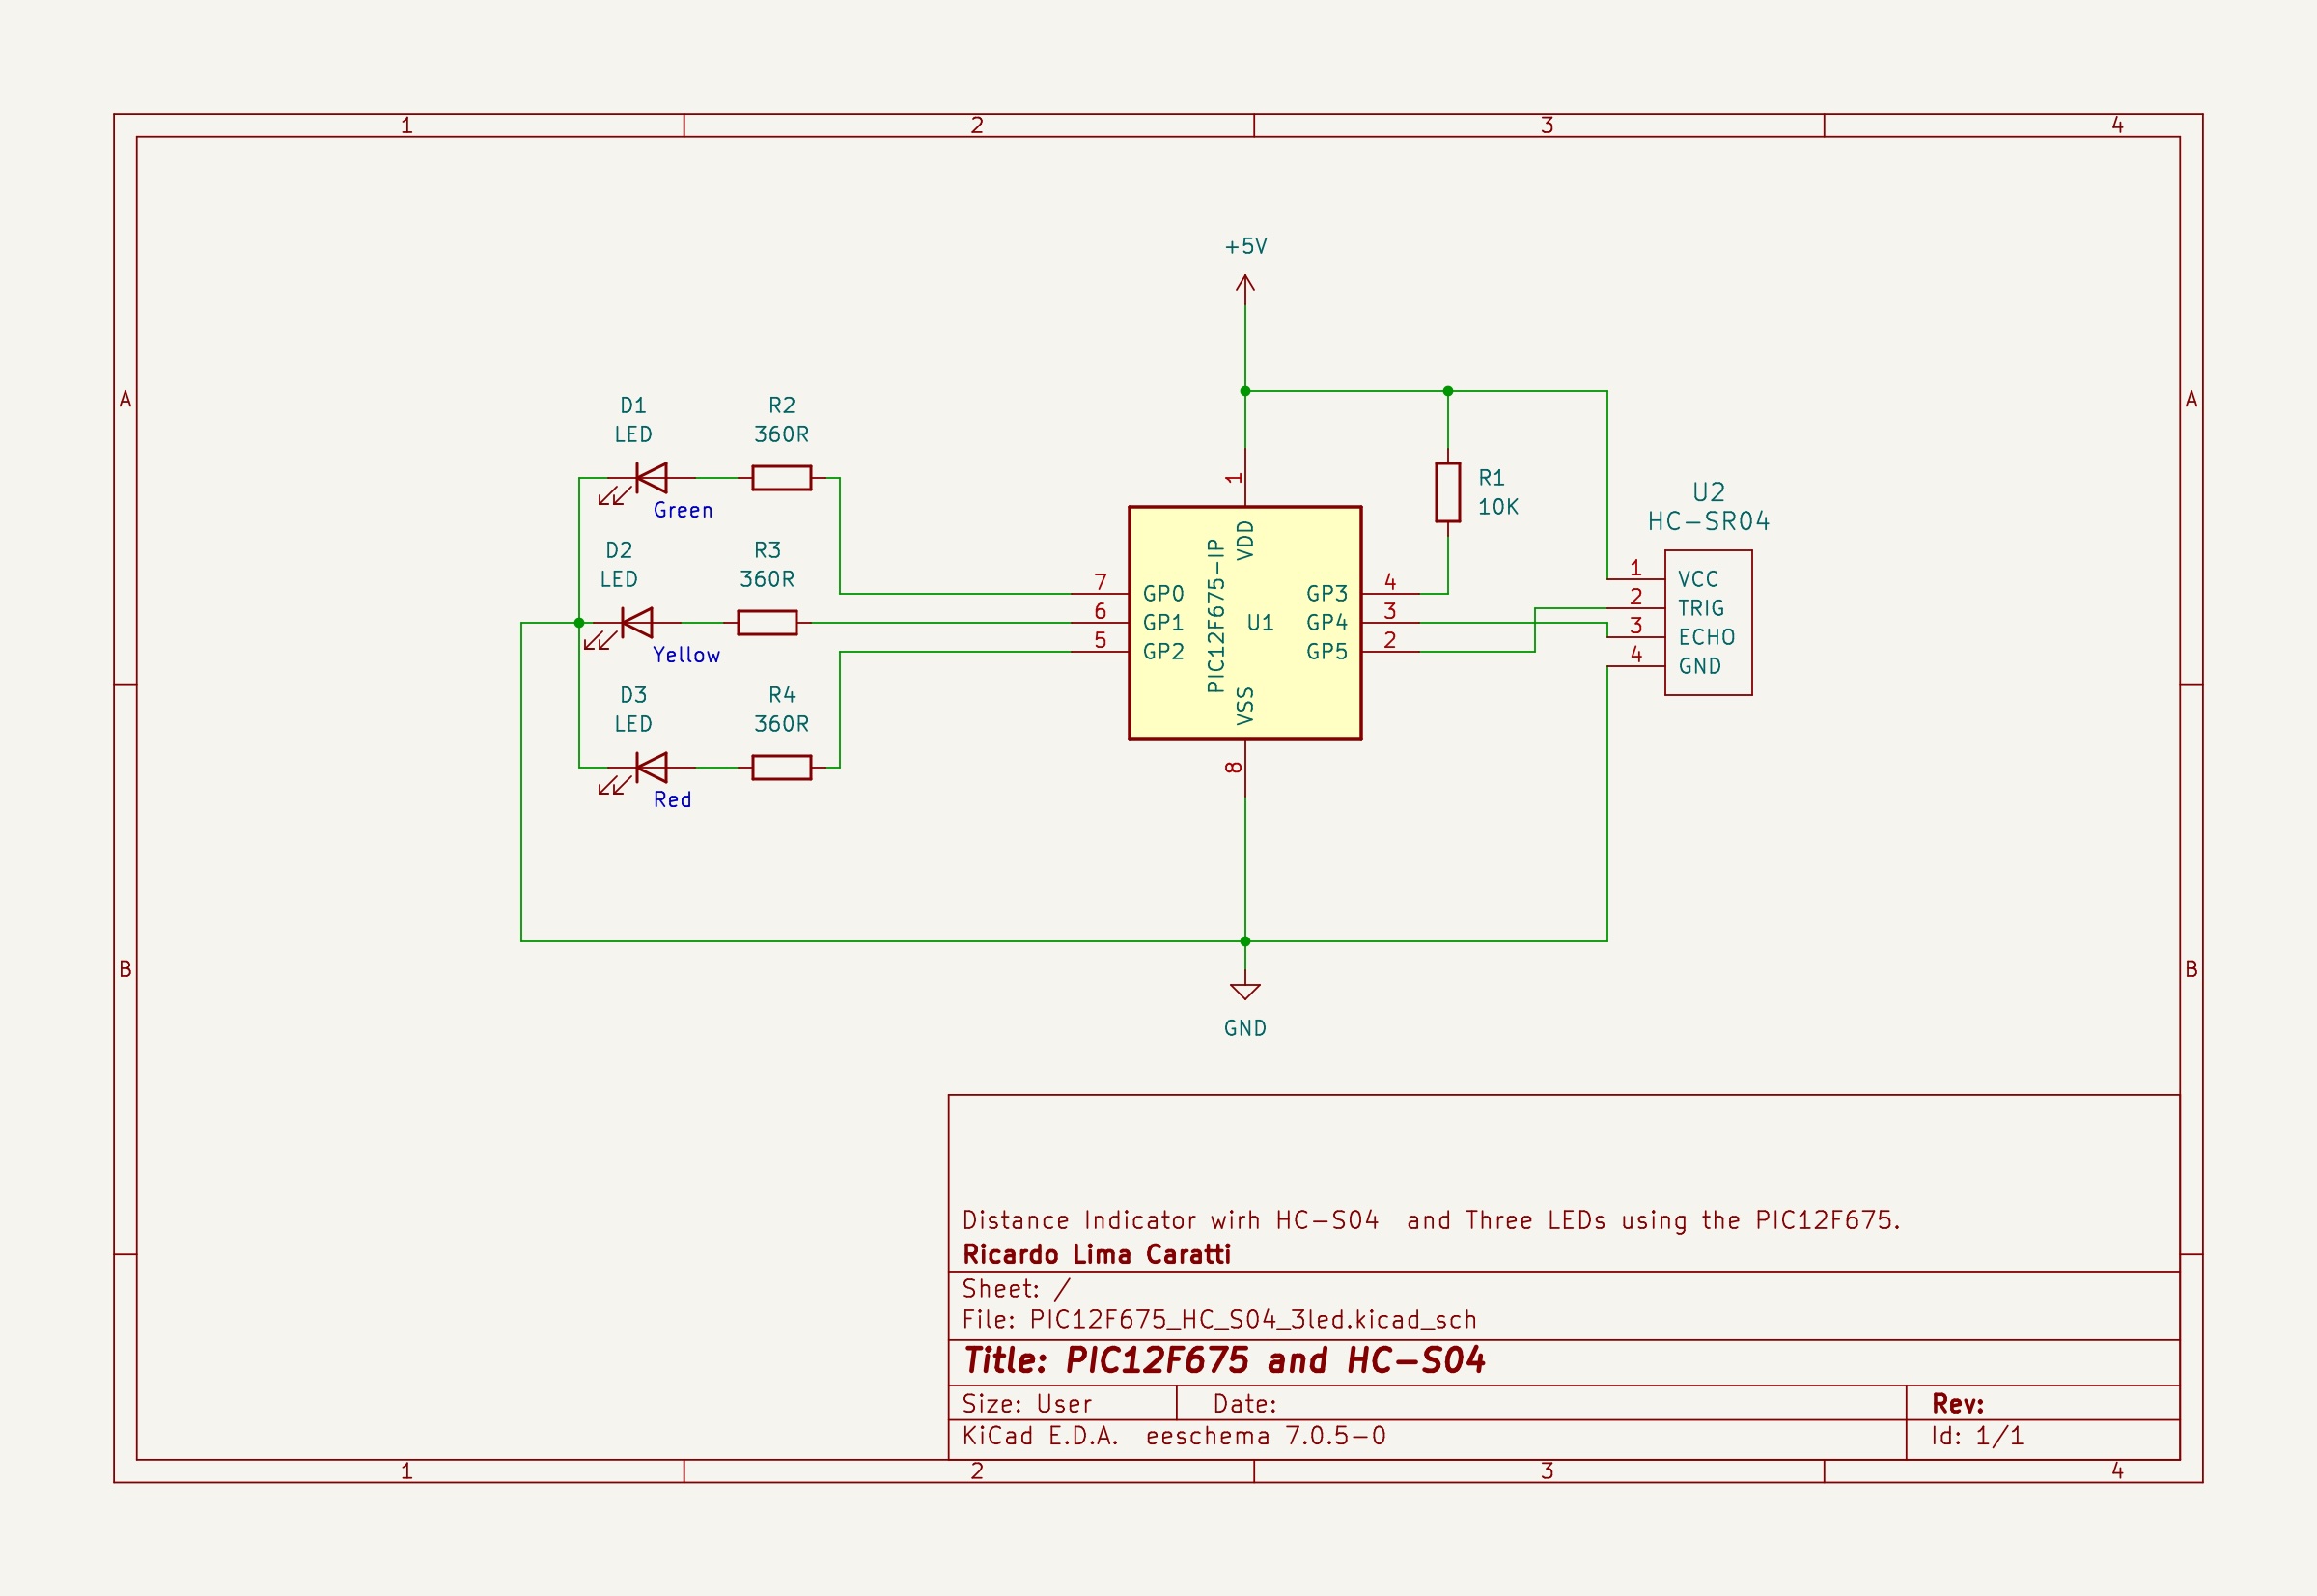 1 2 3 4
+5V
A A
D1 R2
LED 360R
Green
1
R1
10K
U2
HC-SR04
D2 R3
LED 360R
Yellow
VDD
PIC12F675-IP
U1
VSS
7 GP0
6 GP1
5 GP2
GP3 4
GP4 3
GP5 2
1 VCC
2 TRIG
3 ECHO
4 GND
D3 R4
LED 360R
Red
8
B B
GND
Distance Indicator wirh HC-S04 and Three LEDs using the PIC12F675.
Ricardo Lima Caratti
Sheet: /
File: PIC12F675_HC_S04_3led.kicad_sch
Title: PIC12F675 and HC-S04
Size: User Date: Rev:
KiCad E.D.A. eeschema 7.0.5-0 Id: 1/1
1 2 3 4